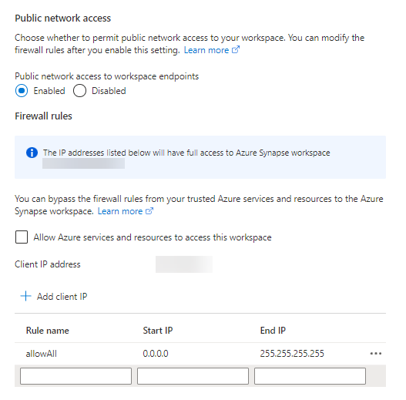 Public network access
Choose whether to permit public network access to your workspace. You can modify the
firewall rules after you enable this setting. Learn more
Public network access to workspace endpoints
Enabled Disabled
Firewall rules
The IP addresses listed below will have full access to Azure Synapse workspace
You can bypass the firewall rules from your trusted Azure services and resources to the Azure
Synapse workspace. Learn more
Allow Azure services and resources to access this workspace
Client IP address
Add client IP
Rule name Start IP End IP
allowAll 0.0.0.0 255.255.255.255